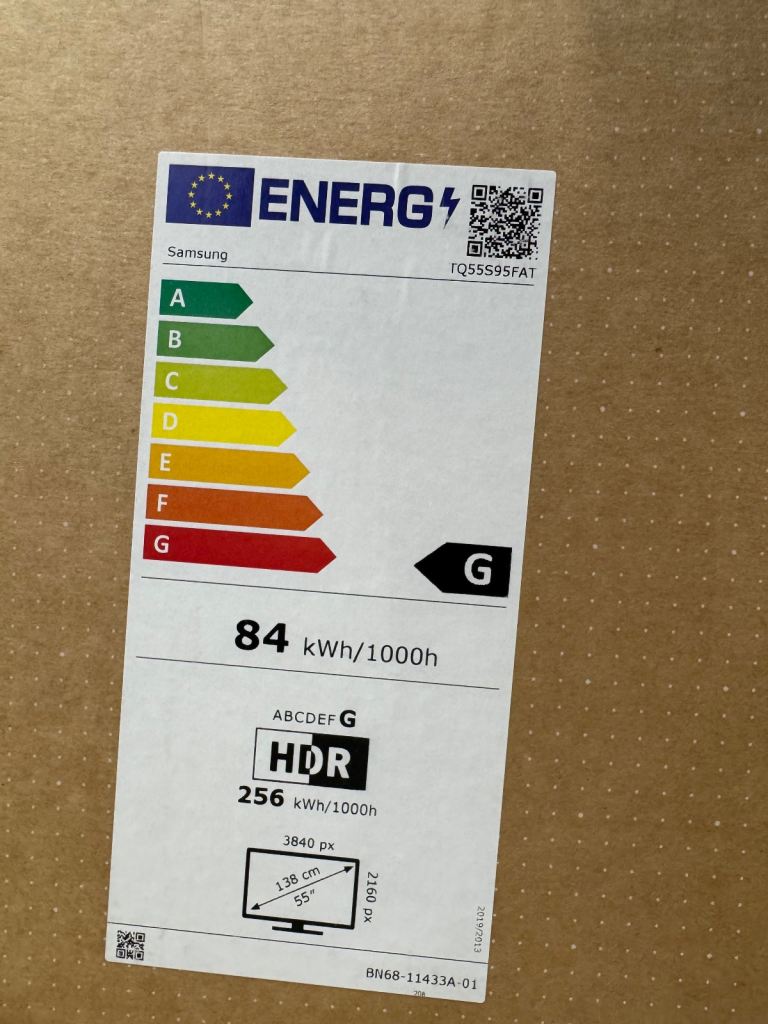 ENERG
Samsung
TQ55S95FAT
A
B
C
D
E
F
G
G
84 kWh/1000h
ABCDEFG
HDR
256 kWh/1000h
3840 px
138 cm
55"
2160 px
2019/2013
BN68-11433A-01